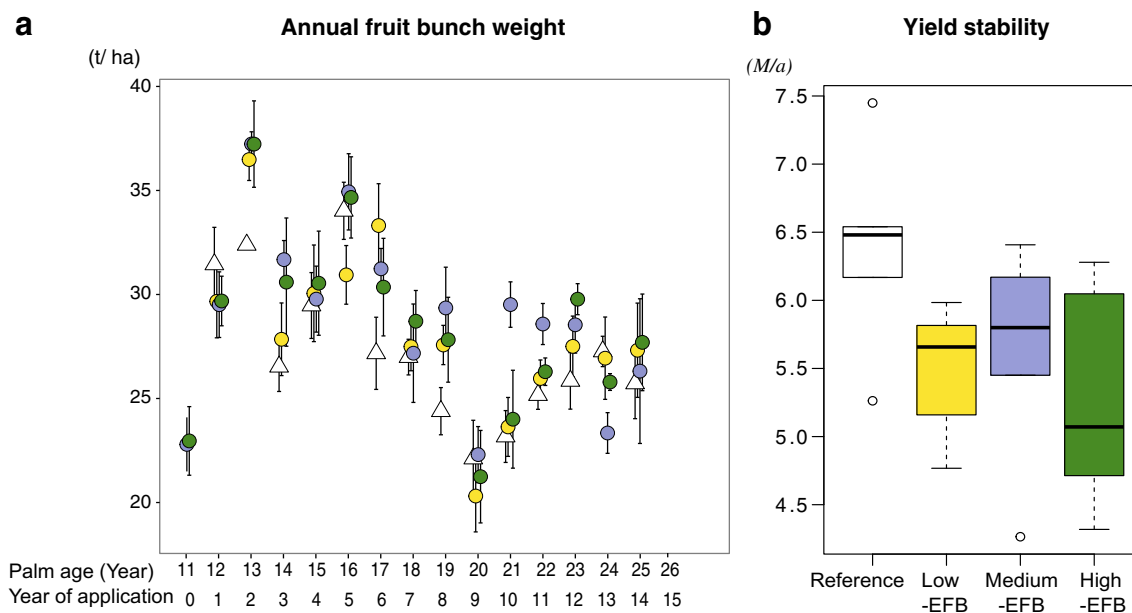 a Annual fruit bunch weight
(t/ ha)
40
35
30
25
20
Palm age (Year) 11 12 13 14 15 16 17 18 19 20 21 22 23 24 25 26
Year of application 0 1 2 3 4 5 6 7 8 9 10 11 12 13 14 15
b Yield stability
(M/a)
7.5
7.0
6.5
6.0
5.5
5.0
4.5
Reference Low Medium High
-EFB -EFB -EFB